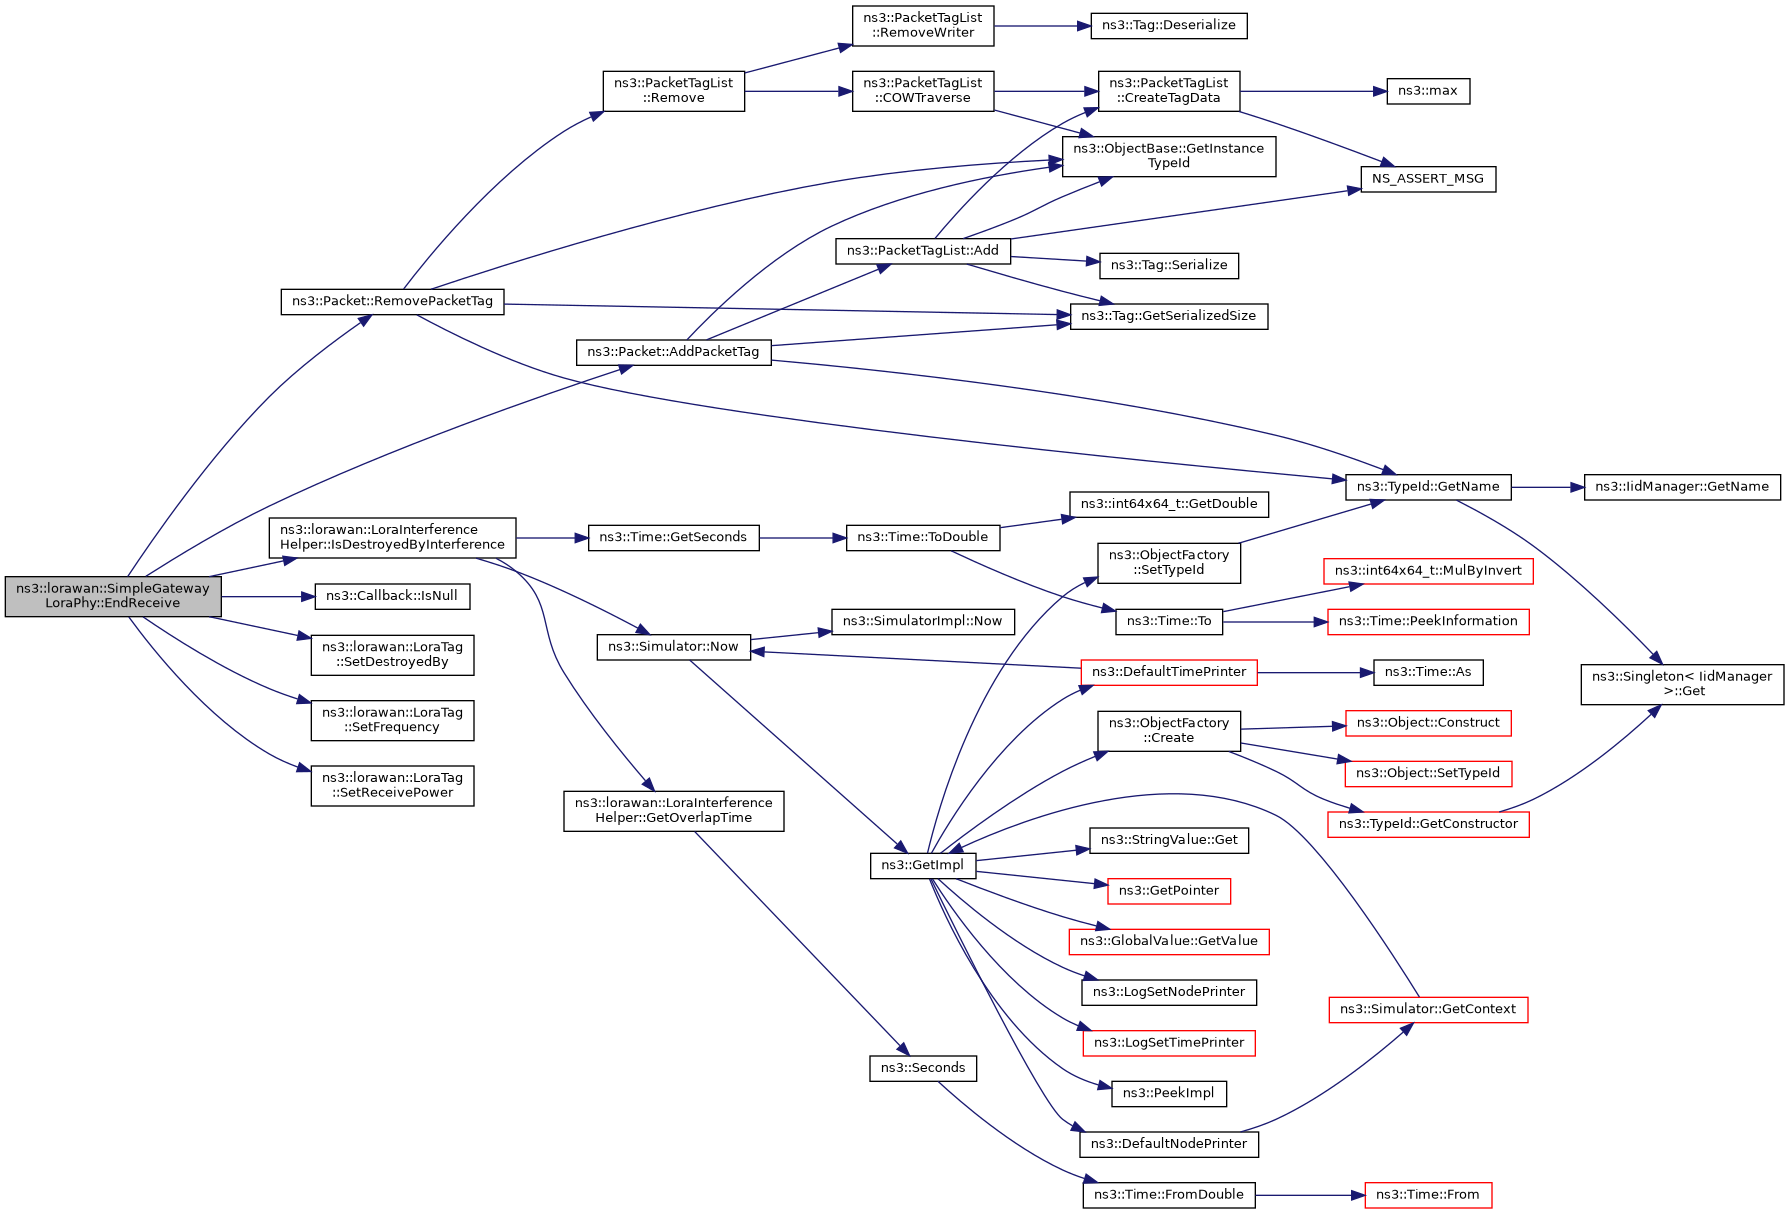 ns3::PacketTagList
::RemoveWriter
ns3::Tag::Deserialize
ns3::PacketTagList
::Remove
ns3::PacketTagList
::COWTraverse
ns3::PacketTagList
::CreateTagData
ns3::max
ns3::ObjectBase::GetInstance
TypeId
NS_ASSERT_MSG
ns3::PacketTagList::Add
ns3::Tag::Serialize
ns3::Packet::RemovePacketTag
ns3::Tag::GetSerializedSize
ns3::Packet::AddPacketTag
ns3::TypeId::GetName
ns3::IidManager::GetName
ns3::int64x64_t::GetDouble
ns3::lorawan::LoraInterference
Helper::IsDestroyedByInterference
ns3::Time::GetSeconds
ns3::Time::ToDouble
ns3::ObjectFactory
::SetTypeId
ns3::int64x64_t::MulByInvert
ns3::lorawan::SimpleGateway
LoraPhy::EndReceive
ns3::Callback::IsNull
ns3::SimulatorImpl::Now
ns3::Time::To
ns3::Time::PeekInformation
ns3::lorawan::LoraTag
::SetDestroyedBy
ns3::Simulator::Now
ns3::DefaultTimePrinter
ns3::Time::As
ns3::Singleton< IidManager
>::Get
ns3::lorawan::LoraTag
::SetFrequency
ns3::ObjectFactory
::Create
ns3::Object::Construct
ns3::lorawan::LoraTag
::SetReceivePower
ns3::Object::SetTypeId
ns3::lorawan::LoraInterference
Helper::GetOverlapTime
ns3::TypeId::GetConstructor
ns3::StringValue::Get
ns3::GetImpl
ns3::GetPointer
ns3::GlobalValue::GetValue
ns3::LogSetNodePrinter
ns3::Simulator::GetContext
ns3::LogSetTimePrinter
ns3::Seconds
ns3::PeekImpl
ns3::DefaultNodePrinter
ns3::Time::FromDouble
ns3::Time::From